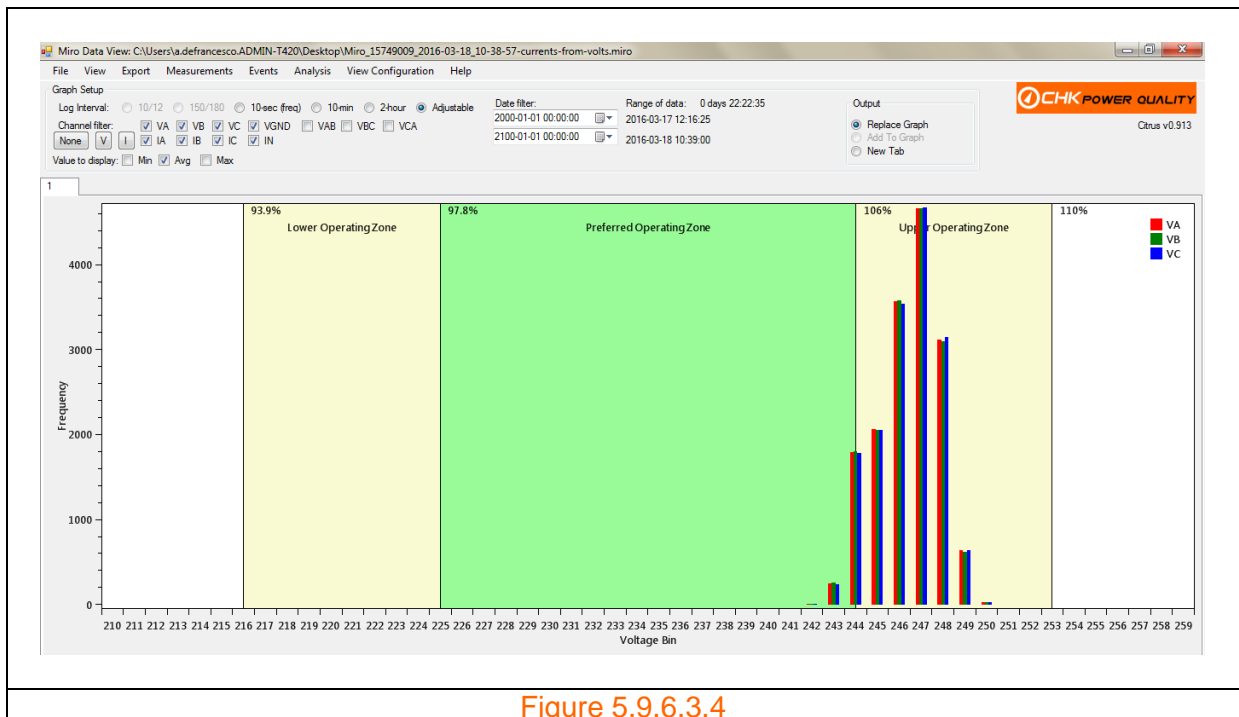 Miro Data View: C:\Users\a.defrancesco.ADMIN-T420\Desktop\Miro_15749009_2016-03-18_10-38-57-currents-from-volts.miro
File View Export Measurements Events Analysis View Configuration Help
Graph Setup
Log Interval: 10/12 150/180 10-sec (freq) 10-min 2-hour Adjustable
Channel filter: VA VB VC VGND VAB VBC VCA
None V I IA IB IC IN
Value to display: Min Avg Max
Date filter:
2000-01-01 00:00:00
2100-01-01 00:00:00
Range of data: 0 days 22:22:35
2016-03-17 12:16:25
2016-03-18 10:39:00
Output
Replace Graph
Add To Graph
New Tab
CHK POWER QUALITY
Citrus v0.913
1
93.9% 97.8% 106% 110%
Lower Operating Zone Preferred Operating Zone Upper Operating Zone
VA
VB
VC
Frequency
4000
3000
2000
1000
0
210 211 212 213 214 215 216 217 218 219 220 221 222 223 224 225 226 227 228 229 230 231 232 233 234 235 236 237 238 239 240 241 242 243 244 245 246 247 248 249 250 251 252 253 254 255 256 257 258 259
Voltage Bin
Figure 5.9.6.3.4